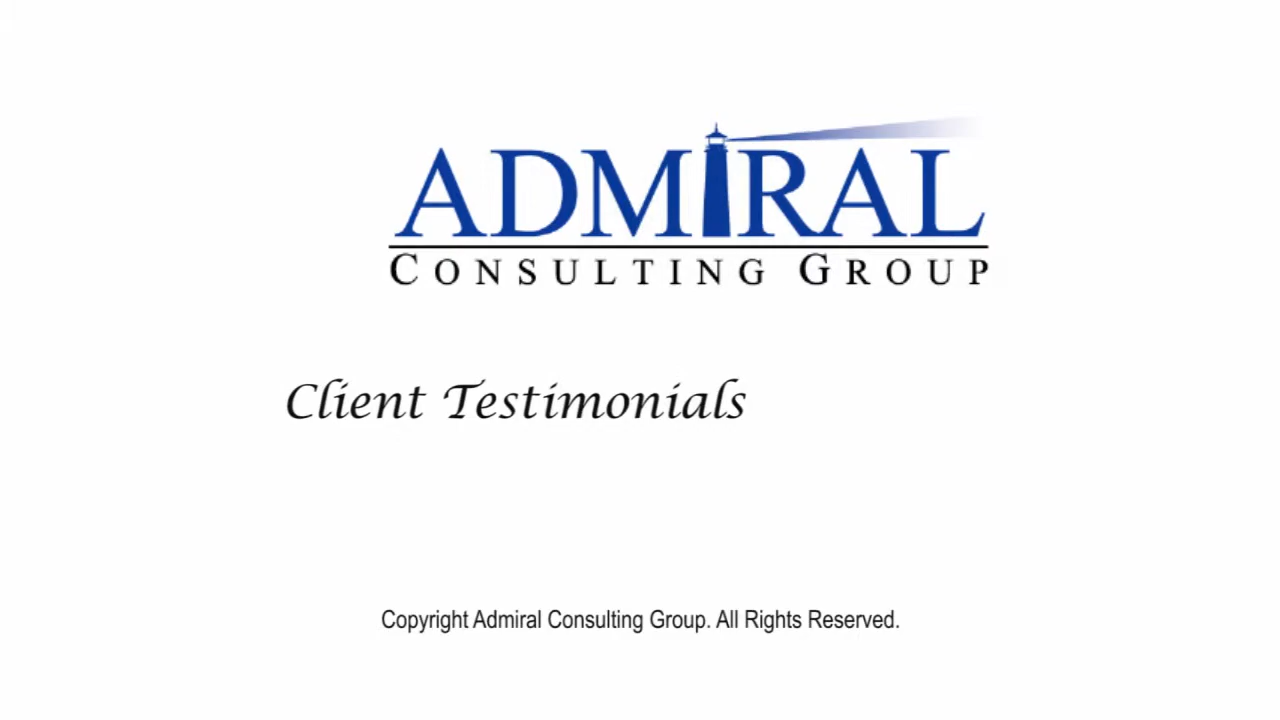 ADMIRAL
CONSULTING GROUP
Client Testimonials
Copyright Admiral Consulting Group. All Rights Reserved.